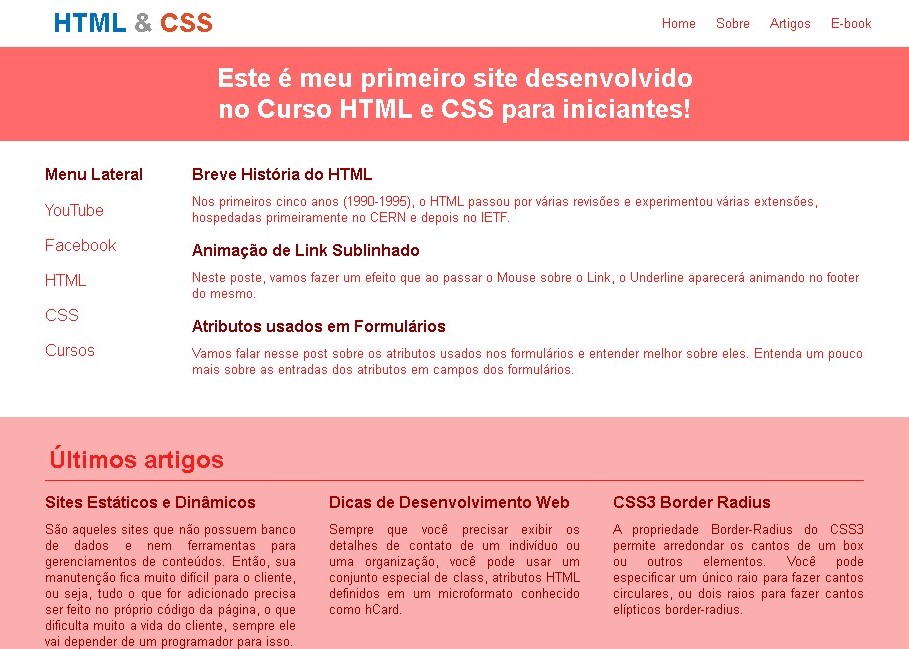 HTML & CSS
Home Sobre Artigos E-book
Este é meu primeiro site desenvolvido
no Curso HTML e CSS para iniciantes!
Menu Lateral
YouTube
Facebook
HTML
CSS
Cursos
Breve História do HTML
Nos primeiros cinco anos (1990-1995), o HTML passou por várias revisões e experimentou várias extensões,
hospedadas primeiramente no CERN e depois no IETF.
Animação de Link Sublinhado
Neste poste, vamos fazer um efeito que ao passar o Mouse sobre o Link, o Underline aparecerá animando no footer
do mesmo.
Atributos usados em Formulários
Vamos falar nesse post sobre os atributos usados nos formulários e entender melhor sobre eles. Entenda um pouco
mais sobre as entradas dos atributos em campos dos formulários.
Últimos artigos
Sites Estáticos e Dinâmicos
São aqueles sites que não possuem banco
de dados e nem ferramentas para
gerenciamentos de conteúdos. Então, sua
manutenção fica muito difícil para o cliente,
ou seja, tudo o que for adicionado precisa
ser feito no próprio código da página, o que
dificulta muito a vida do cliente, sempre ele
vai depender de um programador para isso.
Dicas de Desenvolvimento Web
Sempre que você precisar exibir os
detalhes de contato de um indivíduo ou
uma organização, você pode usar um
conjunto especial de class, atributos HTML
definidos em um microformato conhecido
como hCard.
CSS3 Border Radius
A propriedade Border-Radius do CSS3
permite arredondar os cantos de um box
ou outros elementos. Você pode
especificar um único raio para fazer cantos
circulares, ou dois raios para fazer cantos
elípticos border-radius.